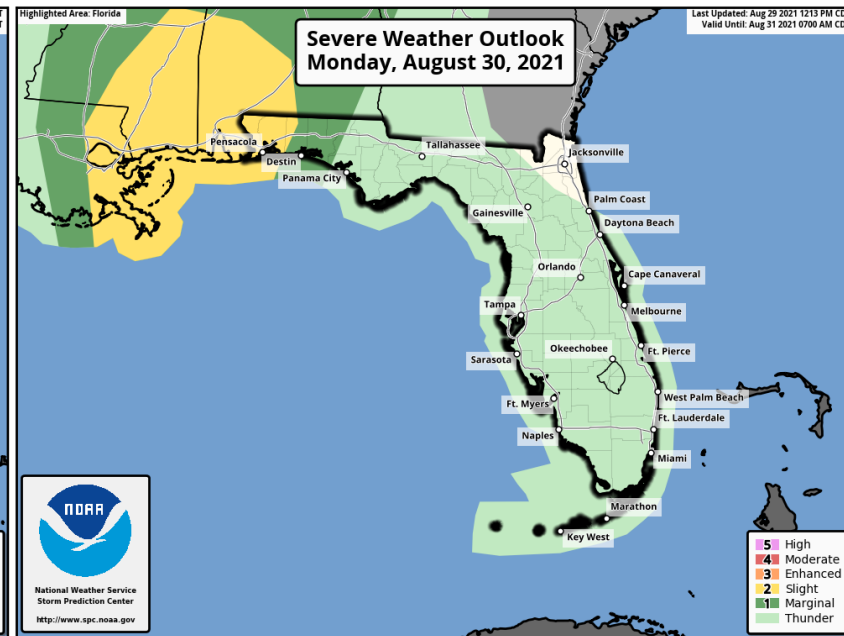 Highlighted Area: Florida
Severe Weather Outlook
Monday, August 30, 2021
Last Updated: Aug 29 2021 1213 PM CD
Valid Until: Aug 31 2021 0700 AM CD
Pensacola
Destin
Panama City
Tallahassee
Jacksonville
Palm Coast
Gainesville
Daytona Beach
Orlando
Cape Canaveral
Tampa
Melbourne
Okeechobee
Ft. Pierce
Sarasota
West Palm Beach
Ft. Myers
Ft. Lauderdale
Naples
Miami
Marathon
Key West
NOAA
National Weather Service
Storm Prediction Center
http://www.spc.noaa.gov
5 High
4 Moderate
3 Enhanced
2 Slight
1 Marginal
Thunder